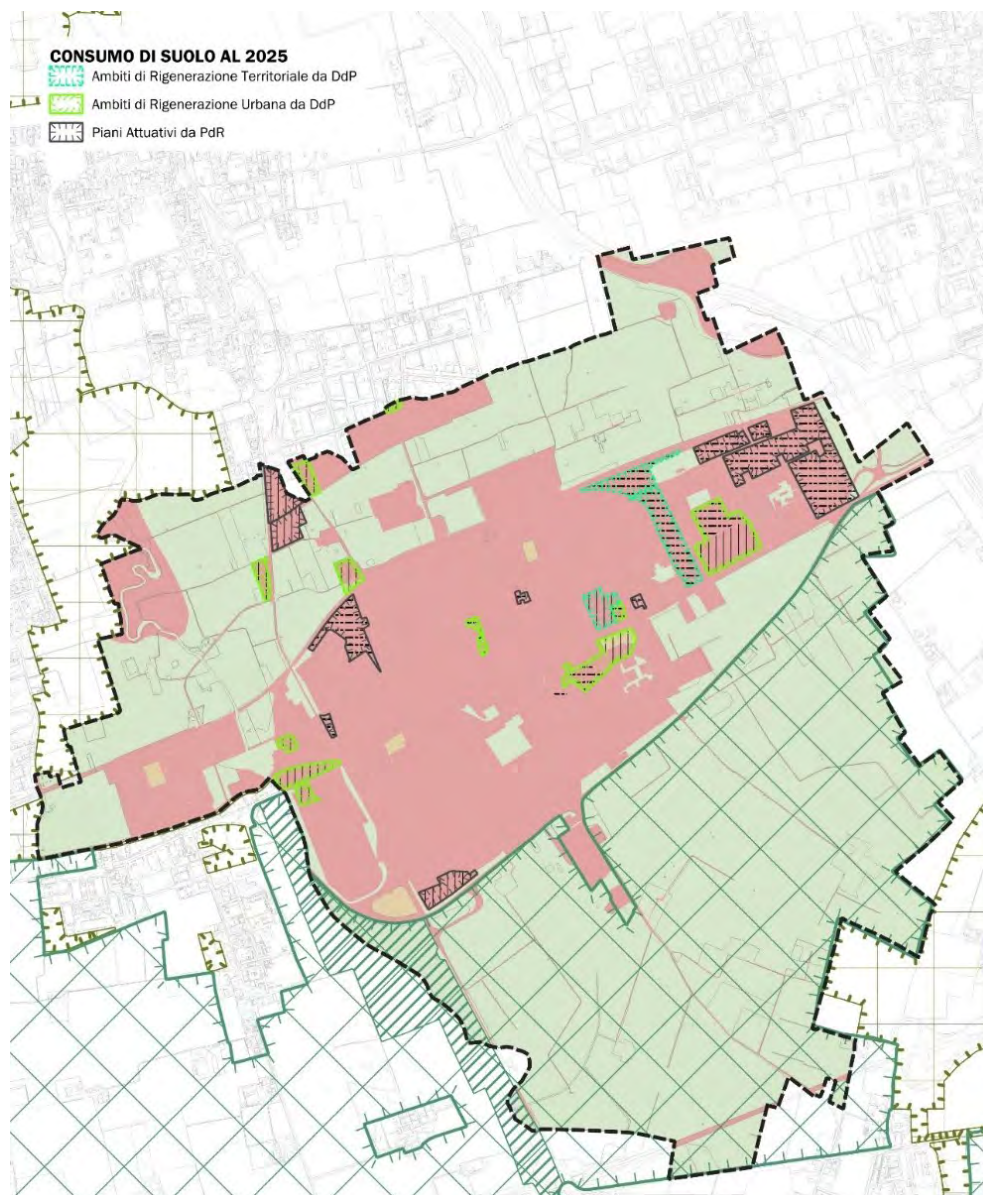 CONSUMO DI SUOLO AL 2025
Ambiti di Rigenerazione Territoriale da DdP
Ambiti di Rigenerazione Urbana da DdP
Piani Attuativi da PdR